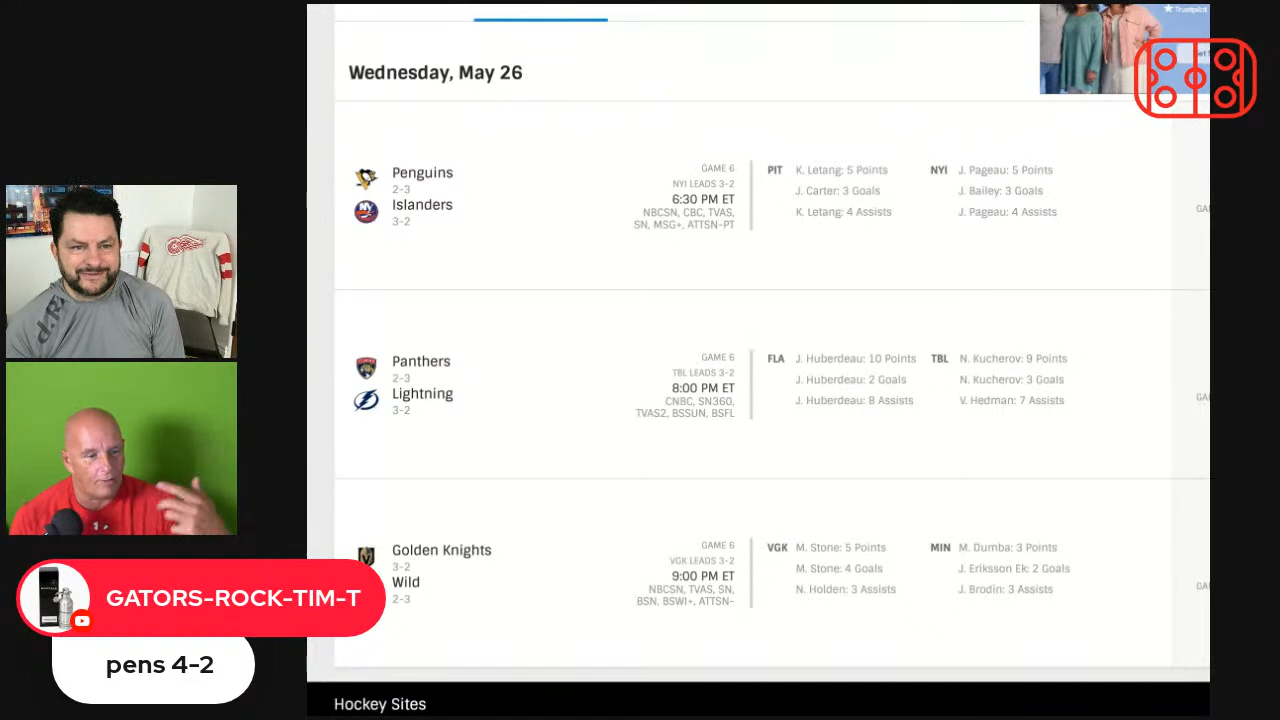 Trustpilot
Wednesday, May 26
Penguins
2-3
Islanders
3-2
GAME 6
NYI LEADS 3-2
6:30 PM ET
NBCSN, CBC, TVAS,
SN, MSG+, ATTSN-PT
PIT K. Letang: 5 Points
J. Carter: 3 Goals
K. Letang: 4 Assists
NYI J. Pageau: 5 Points
J. Bailey: 3 Goals
J. Pageau: 4 Assists
GA
Panthers
2-3
Lightning
3-2
GAME 6
TBL LEADS 3-2
8:00 PM ET
CNBC, SN360,
TVAS2, BSSUN, BSFL
FLA J. Huberdeau: 10 Points
J. Huberdeau: 2 Goals
J. Huberdeau: 8 Assists
TBL N. Kucherov: 9 Points
N. Kucherov: 3 Goals
V. Hedman: 7 Assists
GA
Golden Knights
3-2
Wild
2-3
GAME 6
VGK LEADS 3-2
9:00 PM ET
NBCSN, TVAS, SN,
BSN, BSWI+, ATTSN-
VGK M. Stone: 5 Points
M. Stone: 4 Goals
N. Holden: 3 Assists
MIN M. Dumba: 3 Points
J. Eriksson Ek: 2 Goals
J. Brodin: 3 Assists
GA
GATORS-ROCK-TIM-T
pens 4-2
Hockey Sites